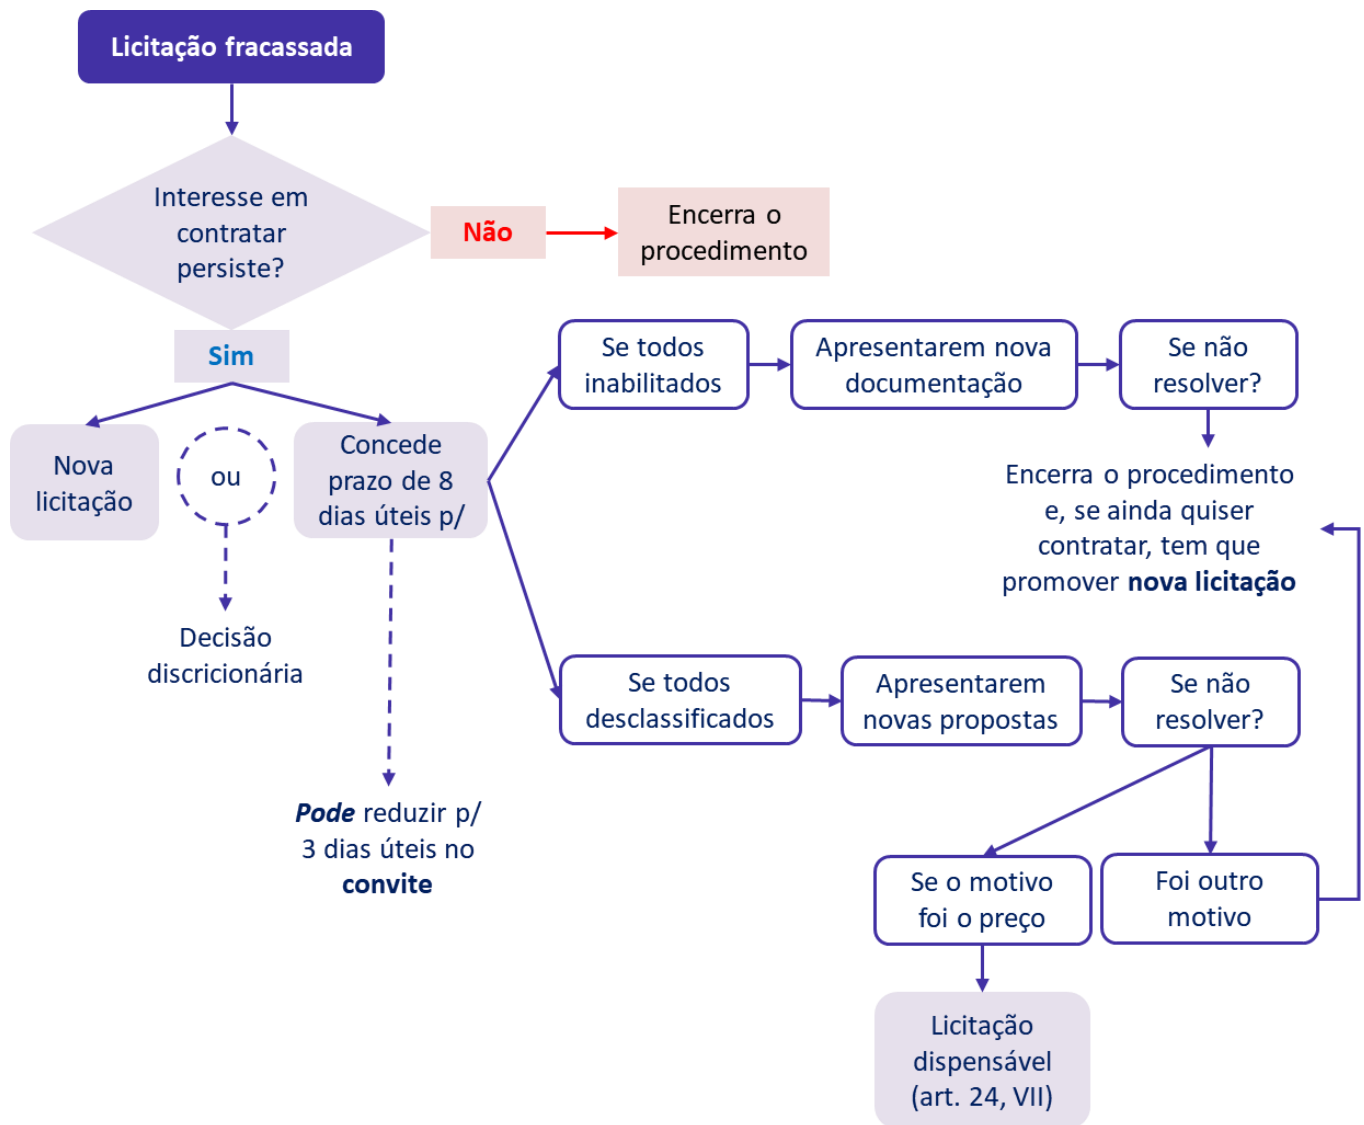 Licitação fracassada
Interesse em
contratar
persiste?
Não
Encerra o
procedimento
Sim
Nova
licitação
ou
Decisão
discricionária
Concede
prazo de 8
dias úteis p/
Pode reduzir p/
3 dias úteis no
convite
Se todos
inabilitados
Apresentarem nova
documentação
Se não
resolver?
Encerra o procedimento
e, se ainda quiser
contratar, tem que
promover nova licitação
Se todos
desclassificados
Apresentarem
novas propostas
Se não
resolver?
Se o motivo
foi o preço
Foi outro
motivo
Licitação
dispensável
(art. 24, VII)